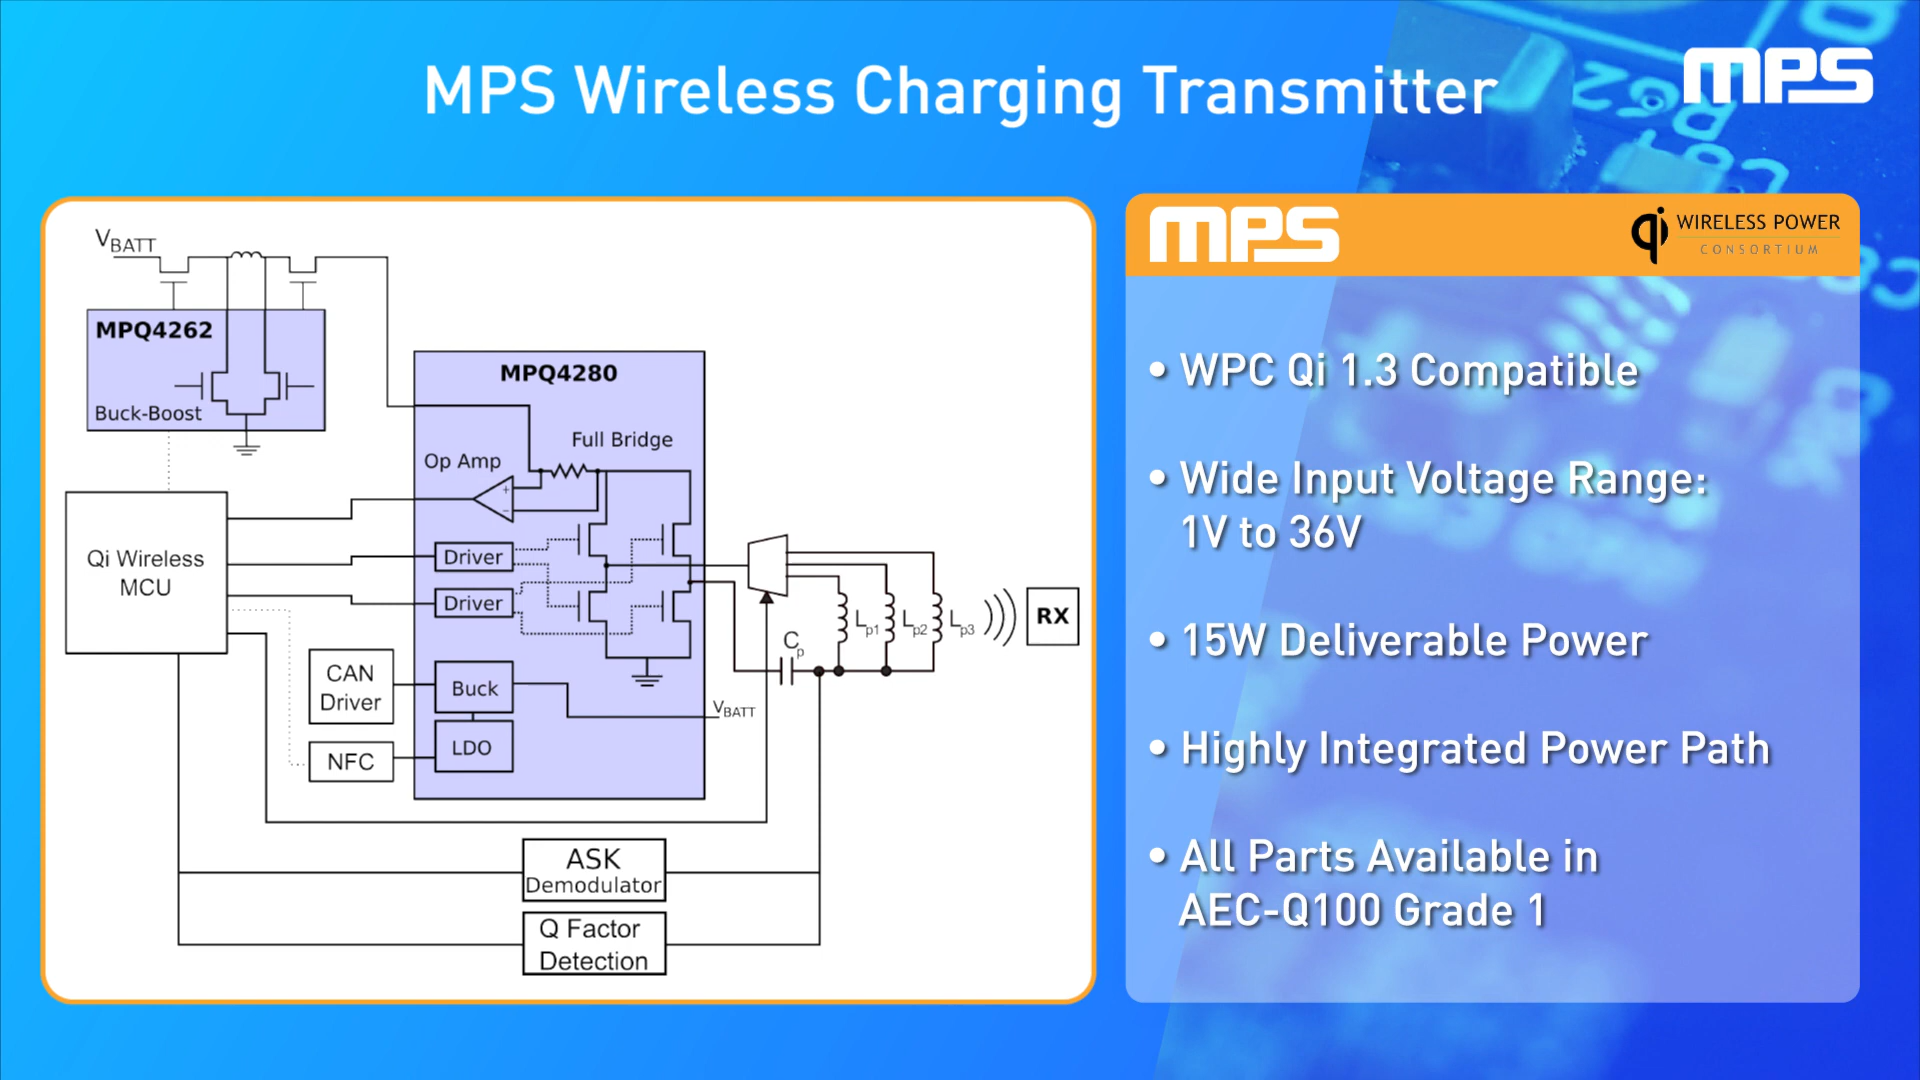 MPS Wireless Charging Transmitter
MPS
VBATT
MPQ4262
Buck-Boost
MPQ4280
Full Bridge
Op Amp
+
−
Qi Wireless
MCU
Driver
Driver
CAN
Driver
Buck
LDO
NFC
VBATT
Cp
Lp1
Lp2
Lp3
RX
ASK
Demodulator
Q Factor
Detection
MPS
qi WIRELESS POWER
CONSORTIUM
• WPC Qi 1.3 Compatible
• Wide Input Voltage Range:
1V to 36V
• 15W Deliverable Power
• Highly Integrated Power Path
• All Parts Available in
AEC-Q100 Grade 1